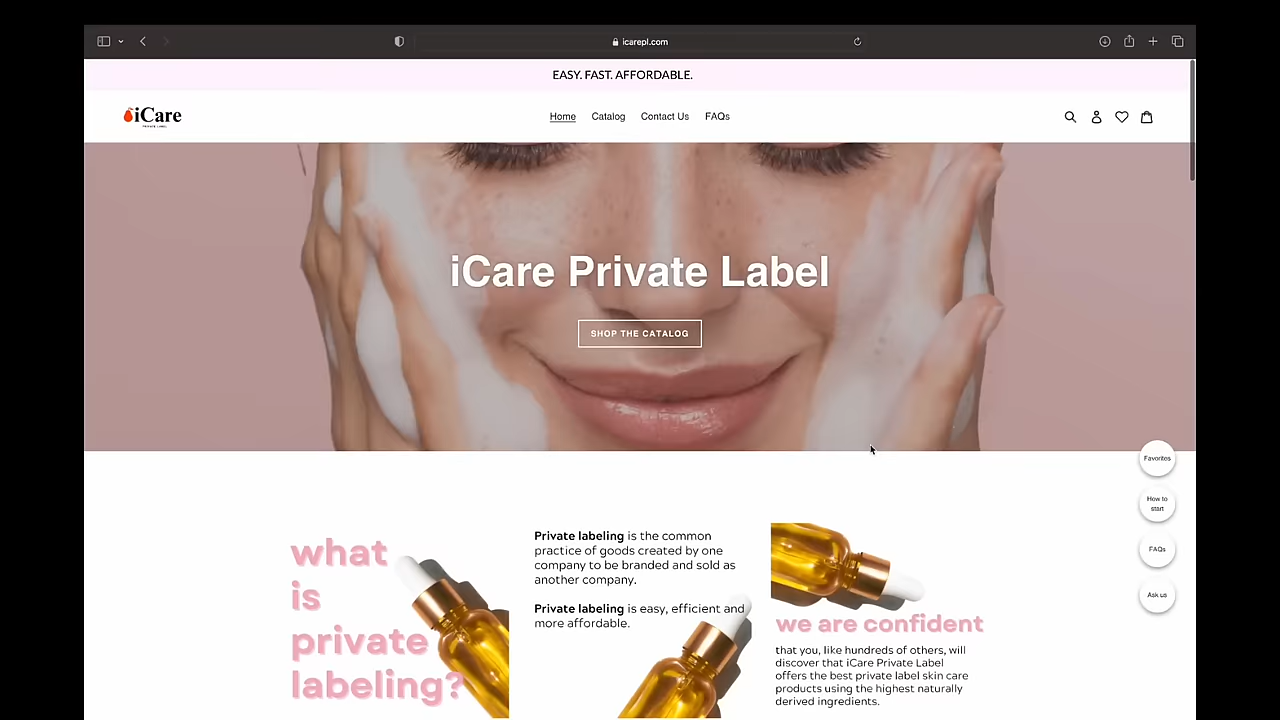 icarepl.com
EASY. FAST. AFFORDABLE.
iCare
PRIVATE LABEL
Home
Catalog
Contact Us
FAQs
iCare Private Label
SHOP THE CATALOG
Favorites
How to
start
FAQs
Ask us
what
is
private
labeling?
Private labeling is the common
practice of goods created by one
company to be branded and sold as
another company.
Private labeling is easy, efficient and
more affordable.
we are confident
that you, like hundreds of others, will
discover that iCare Private Label
offers the best private label skin care
products using the highest naturally
derived ingredients.